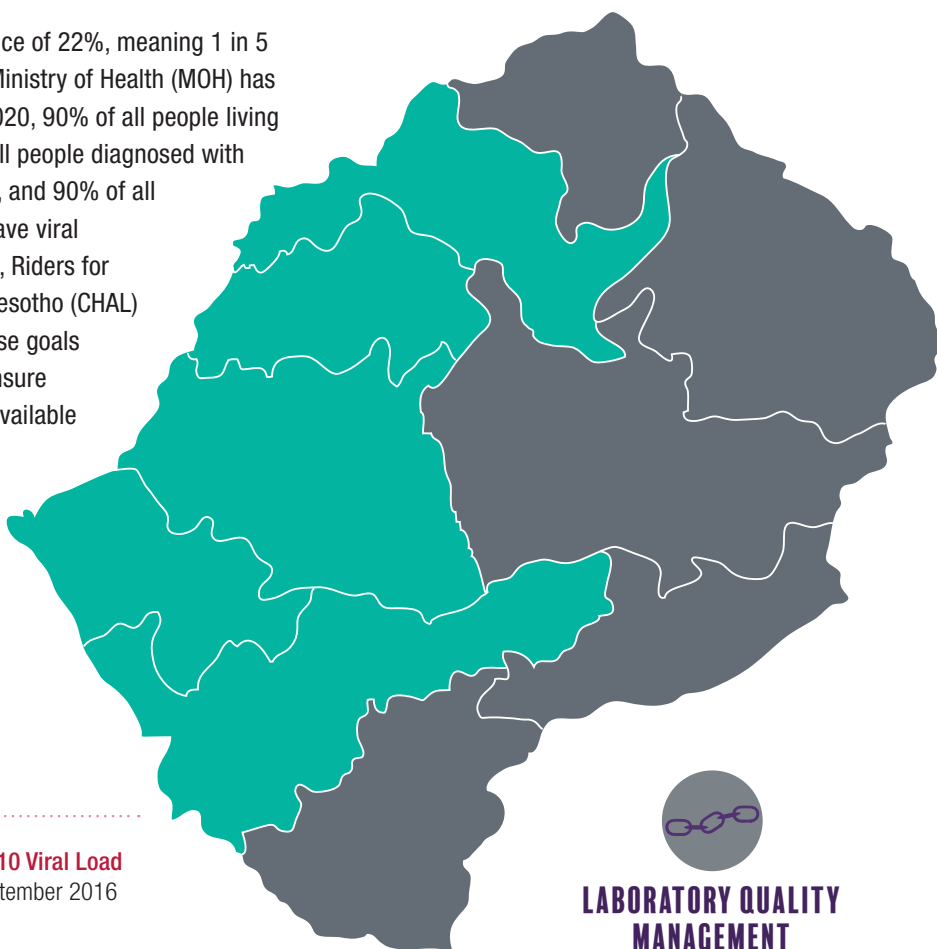 ce of 22%, meaning 1 in 5
Ministry of Health (MOH) has
020, 90% of all people living
ll people diagnosed with
, and 90% of all
ave viral
, Riders for
esotho (CHAL)
se goals
nsure
vailable
10 Viral Load
tember 2016
LABORATORY QUALITY
MANAGEMENT